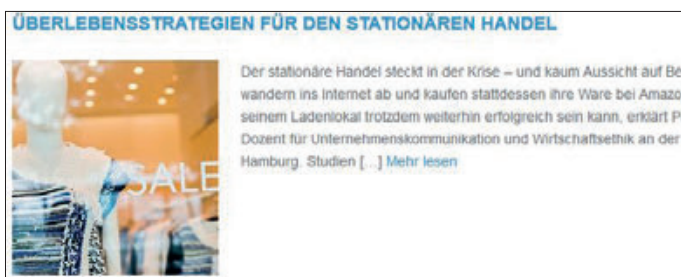 ÜBERLEBENSSTRATEGIEN FÜR DEN STATIONÄREN HANDEL
Der stationäre Handel steckt in der Krise – und kaum Aussicht auf Be
wandern ins Internet ab und kaufen stattdessen ihre Ware bei Amazo
seinem Ladenlokal trotzdem weiterhin erfolgreich sein kann, erklärt P
Dozent für Unternehmenskommunikation und Wirtschaftsethik an der
Hamburg. Studien […] Mehr lesen
SALE